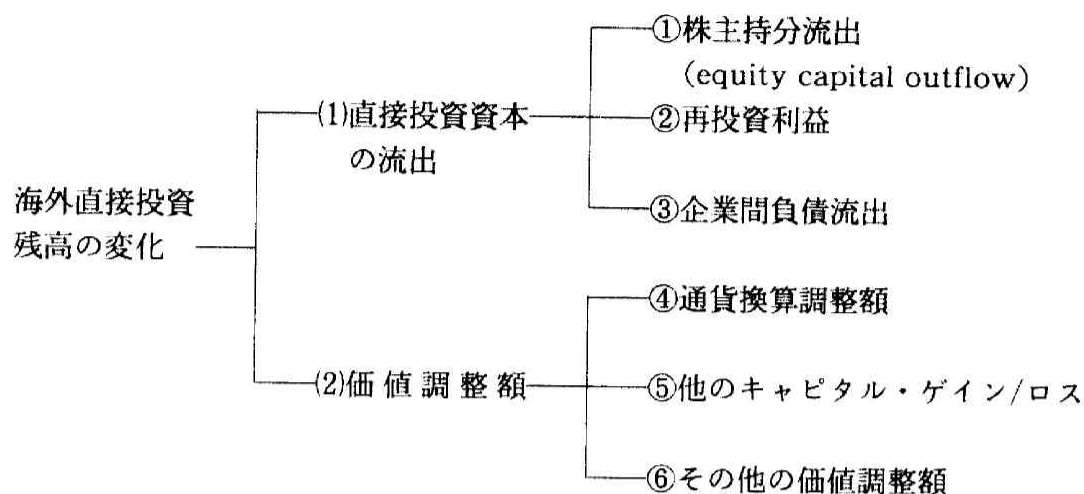 海外直接投資
残高の変化
⑴直接投資資本
の流出
①株主持分流出
(equity capital outflow)
②再投資利益
③企業間負債流出
⑵価値調整額
④通貨換算調整額
⑤他のキャピタル・ゲイン/ロス
⑥その他の価値調整額